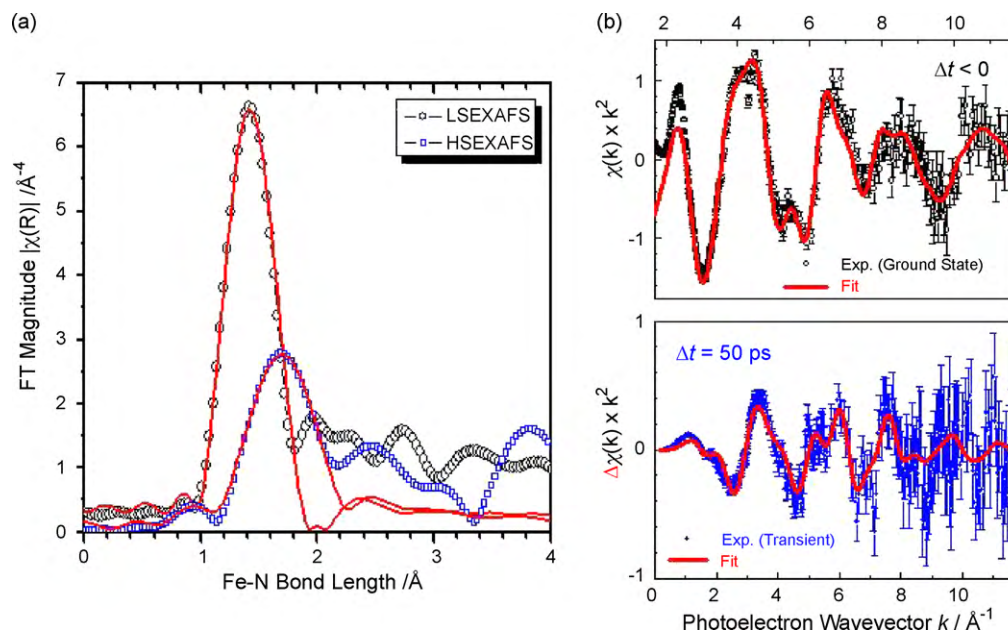 (a)
7
6
5
4
3
2
1
0
FT Magnitude |χ(R)| /Å⁻⁴
LSEXAFS
HSEXAFS
0 1 2 3 4
Fe-N Bond Length /Å
(b)
2 4 6 8 10
1
0
-1
χ(k) x k²
Δt < 0
Exp. (Ground State)
Fit
1
0
-1
Δχ(k) x k²
Δt = 50 ps
Exp. (Transient)
Fit
0 2 4 6 8 10
Photoelectron Wavevector k / Å⁻¹